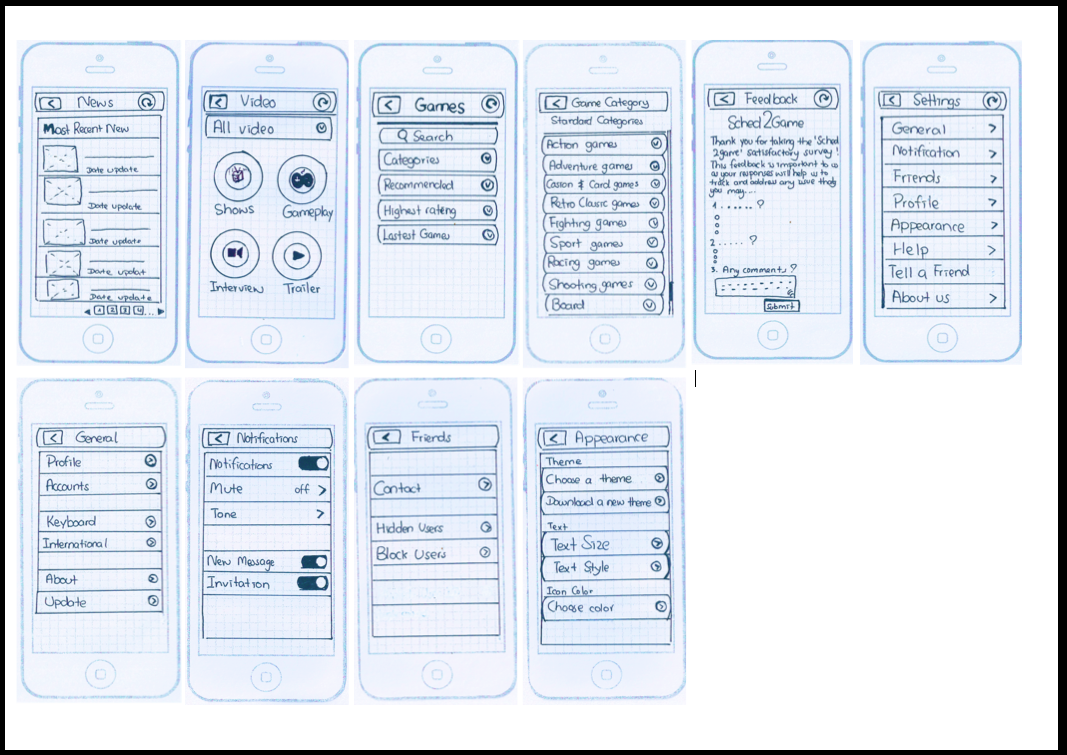 News
Most Recent New
Date update
Date update
Date update
Date updat
Date update
1 2 3 4...
Video
All video
Shows
Gameplay
Interview
Trailer
Games
Search
Categories
Recommended
Highest rating
Lastest Games
Game Category
Standard Categories
Action games
Adventure games
Casion & Card games
Retro Classic games
Fighting games
Sport games
Racing games
Shooting games
Board
Feedback
Sched2Game
Thank you for taking the 'Sched
2game' satisfactory survey!
This feedback is important to us
as your responses will help us to
track and address any issue that
you may...
1 ...... ?
2 ..... ?
3. Any comments?
Submit
Settings
General
Notification
Friends
Profile
Appearance
Help
Tell a Friend
About us
General
Profile
Accounts
Keyboard
International
About
Update
Notifications
Notifications
Mute off
Tone
New Message
Invitation
Friends
Contact
Hidden Users
Block Users
Appearance
Theme
Choose a theme
Download a new theme
Text
Text Size
Text Style
Icon Color
Choose color